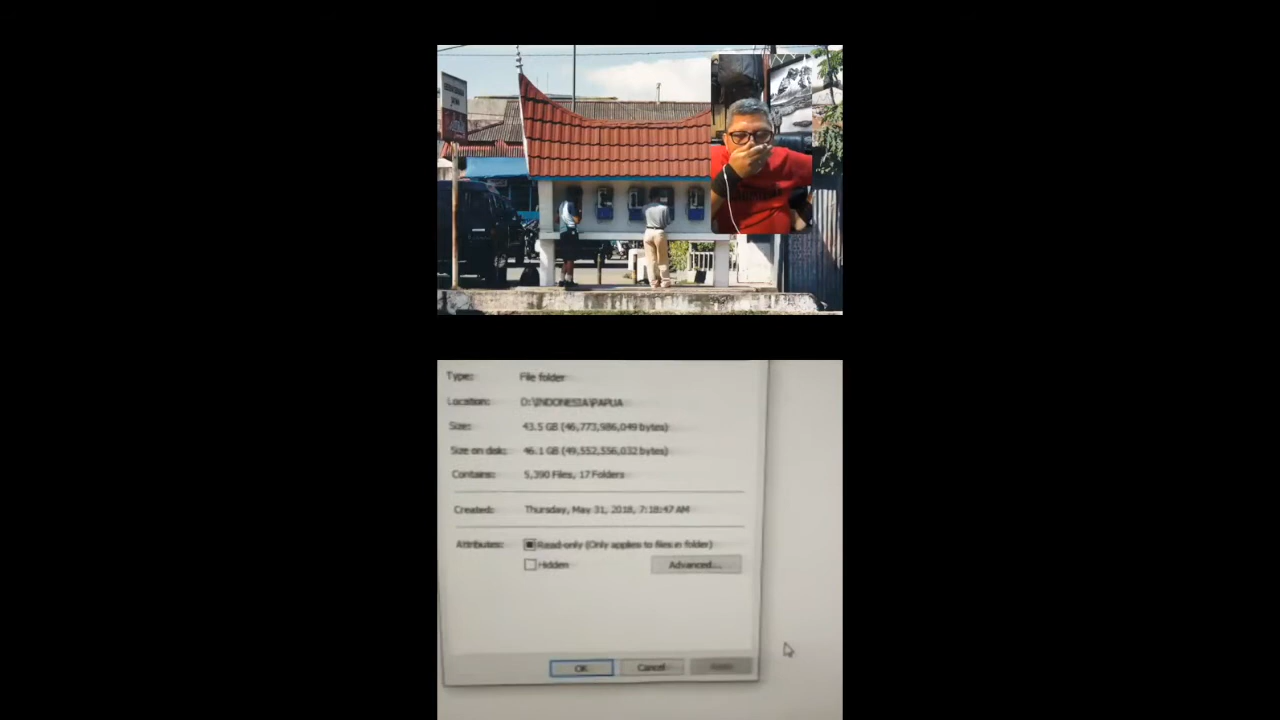 Type: File folder
Location: D:\INDONESIA\PAPUA
Size: 43.5 GB (46,773,986,049 bytes)
Size on disk: 46.1 GB (49,552,556,032 bytes)
Contains: 5,390 Files, 17 Folders
Created: Thursday, May 31, 2018, 7:18:47 AM
Attributes: Read-only (Only applies to files in folder)
Hidden Advanced...
OK Cancel Apply